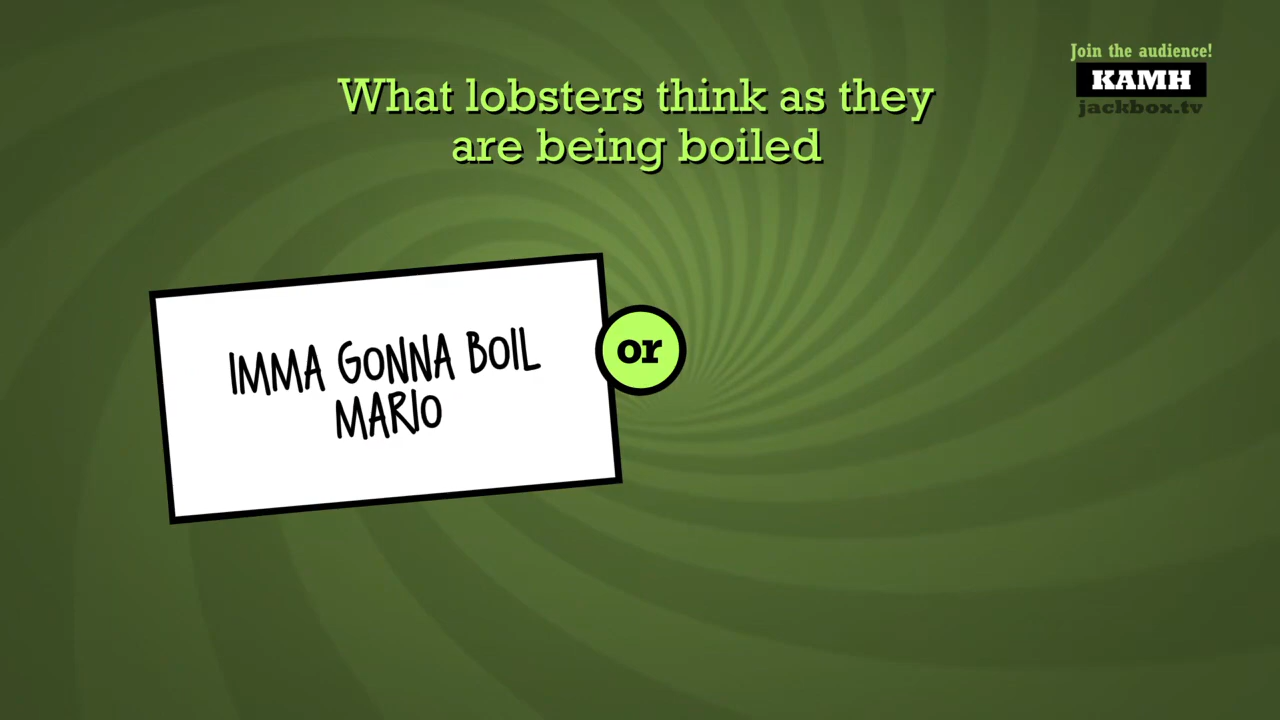 Join the audience!
KAMH
jackbox.tv
What lobsters think as they
are being boiled
IMMA GONNA BOIL
MARIO
or